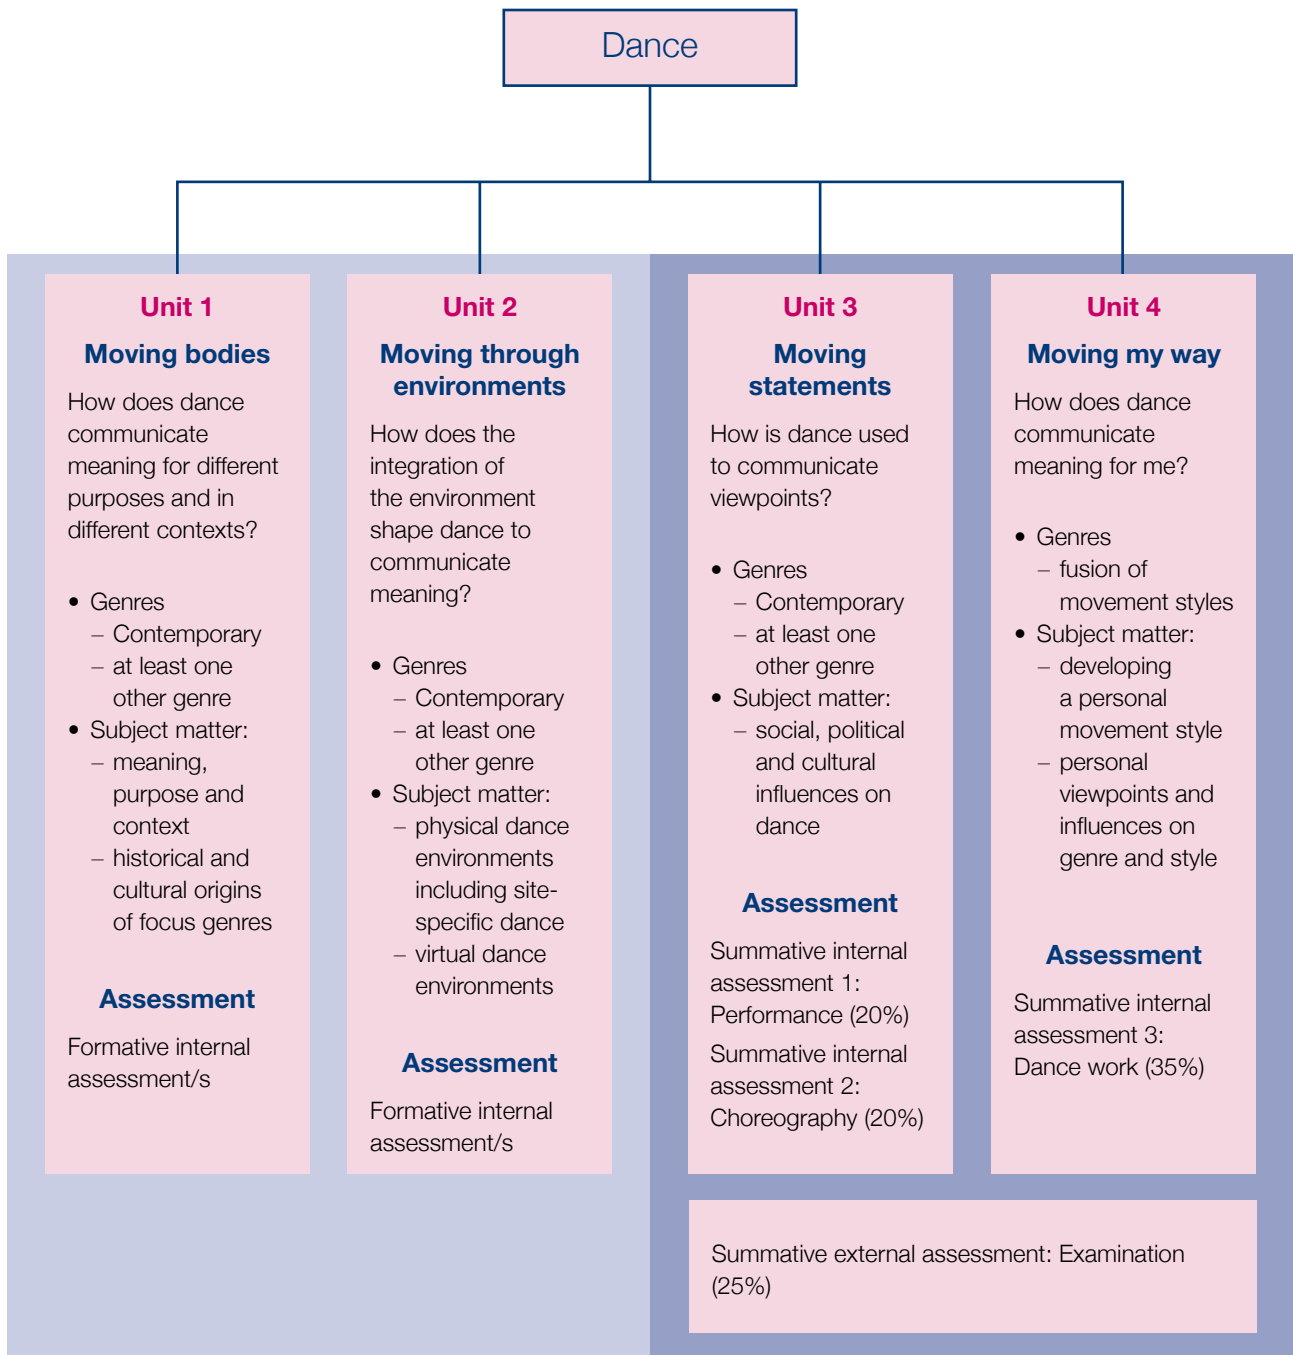 Dance
Unit 1
Moving bodies
How does dance
communicate
meaning for different
purposes and in
different contexts?
• Genres
– Contemporary
– at least one
other genre
• Subject matter:
– meaning,
purpose and
context
– historical and
cultural origins
of focus genres
Assessment
Formative internal
assessment/s
Unit 2
Moving through
environments
How does the
integration of
the environment
shape dance to
communicate
meaning?
• Genres
– Contemporary
– at least one
other genre
• Subject matter:
– physical dance
environments
including site-
specific dance
– virtual dance
environments
Assessment
Formative internal
assessment/s
Unit 3
Moving
statements
How is dance used
to communicate
viewpoints?
• Genres
– Contemporary
– at least one
other genre
• Subject matter:
– social, political
and cultural
influences on
dance
Assessment
Summative internal
assessment 1:
Performance (20%)
Summative internal
assessment 2:
Choreography (20%)
Unit 4
Moving my way
How does dance
communicate
meaning for me?
• Genres
– fusion of
movement styles
• Subject matter:
– developing
a personal
movement style
– personal
viewpoints and
influences on
genre and style
Assessment
Summative internal
assessment 3:
Dance work (35%)
Summative external assessment: Examination
(25%)